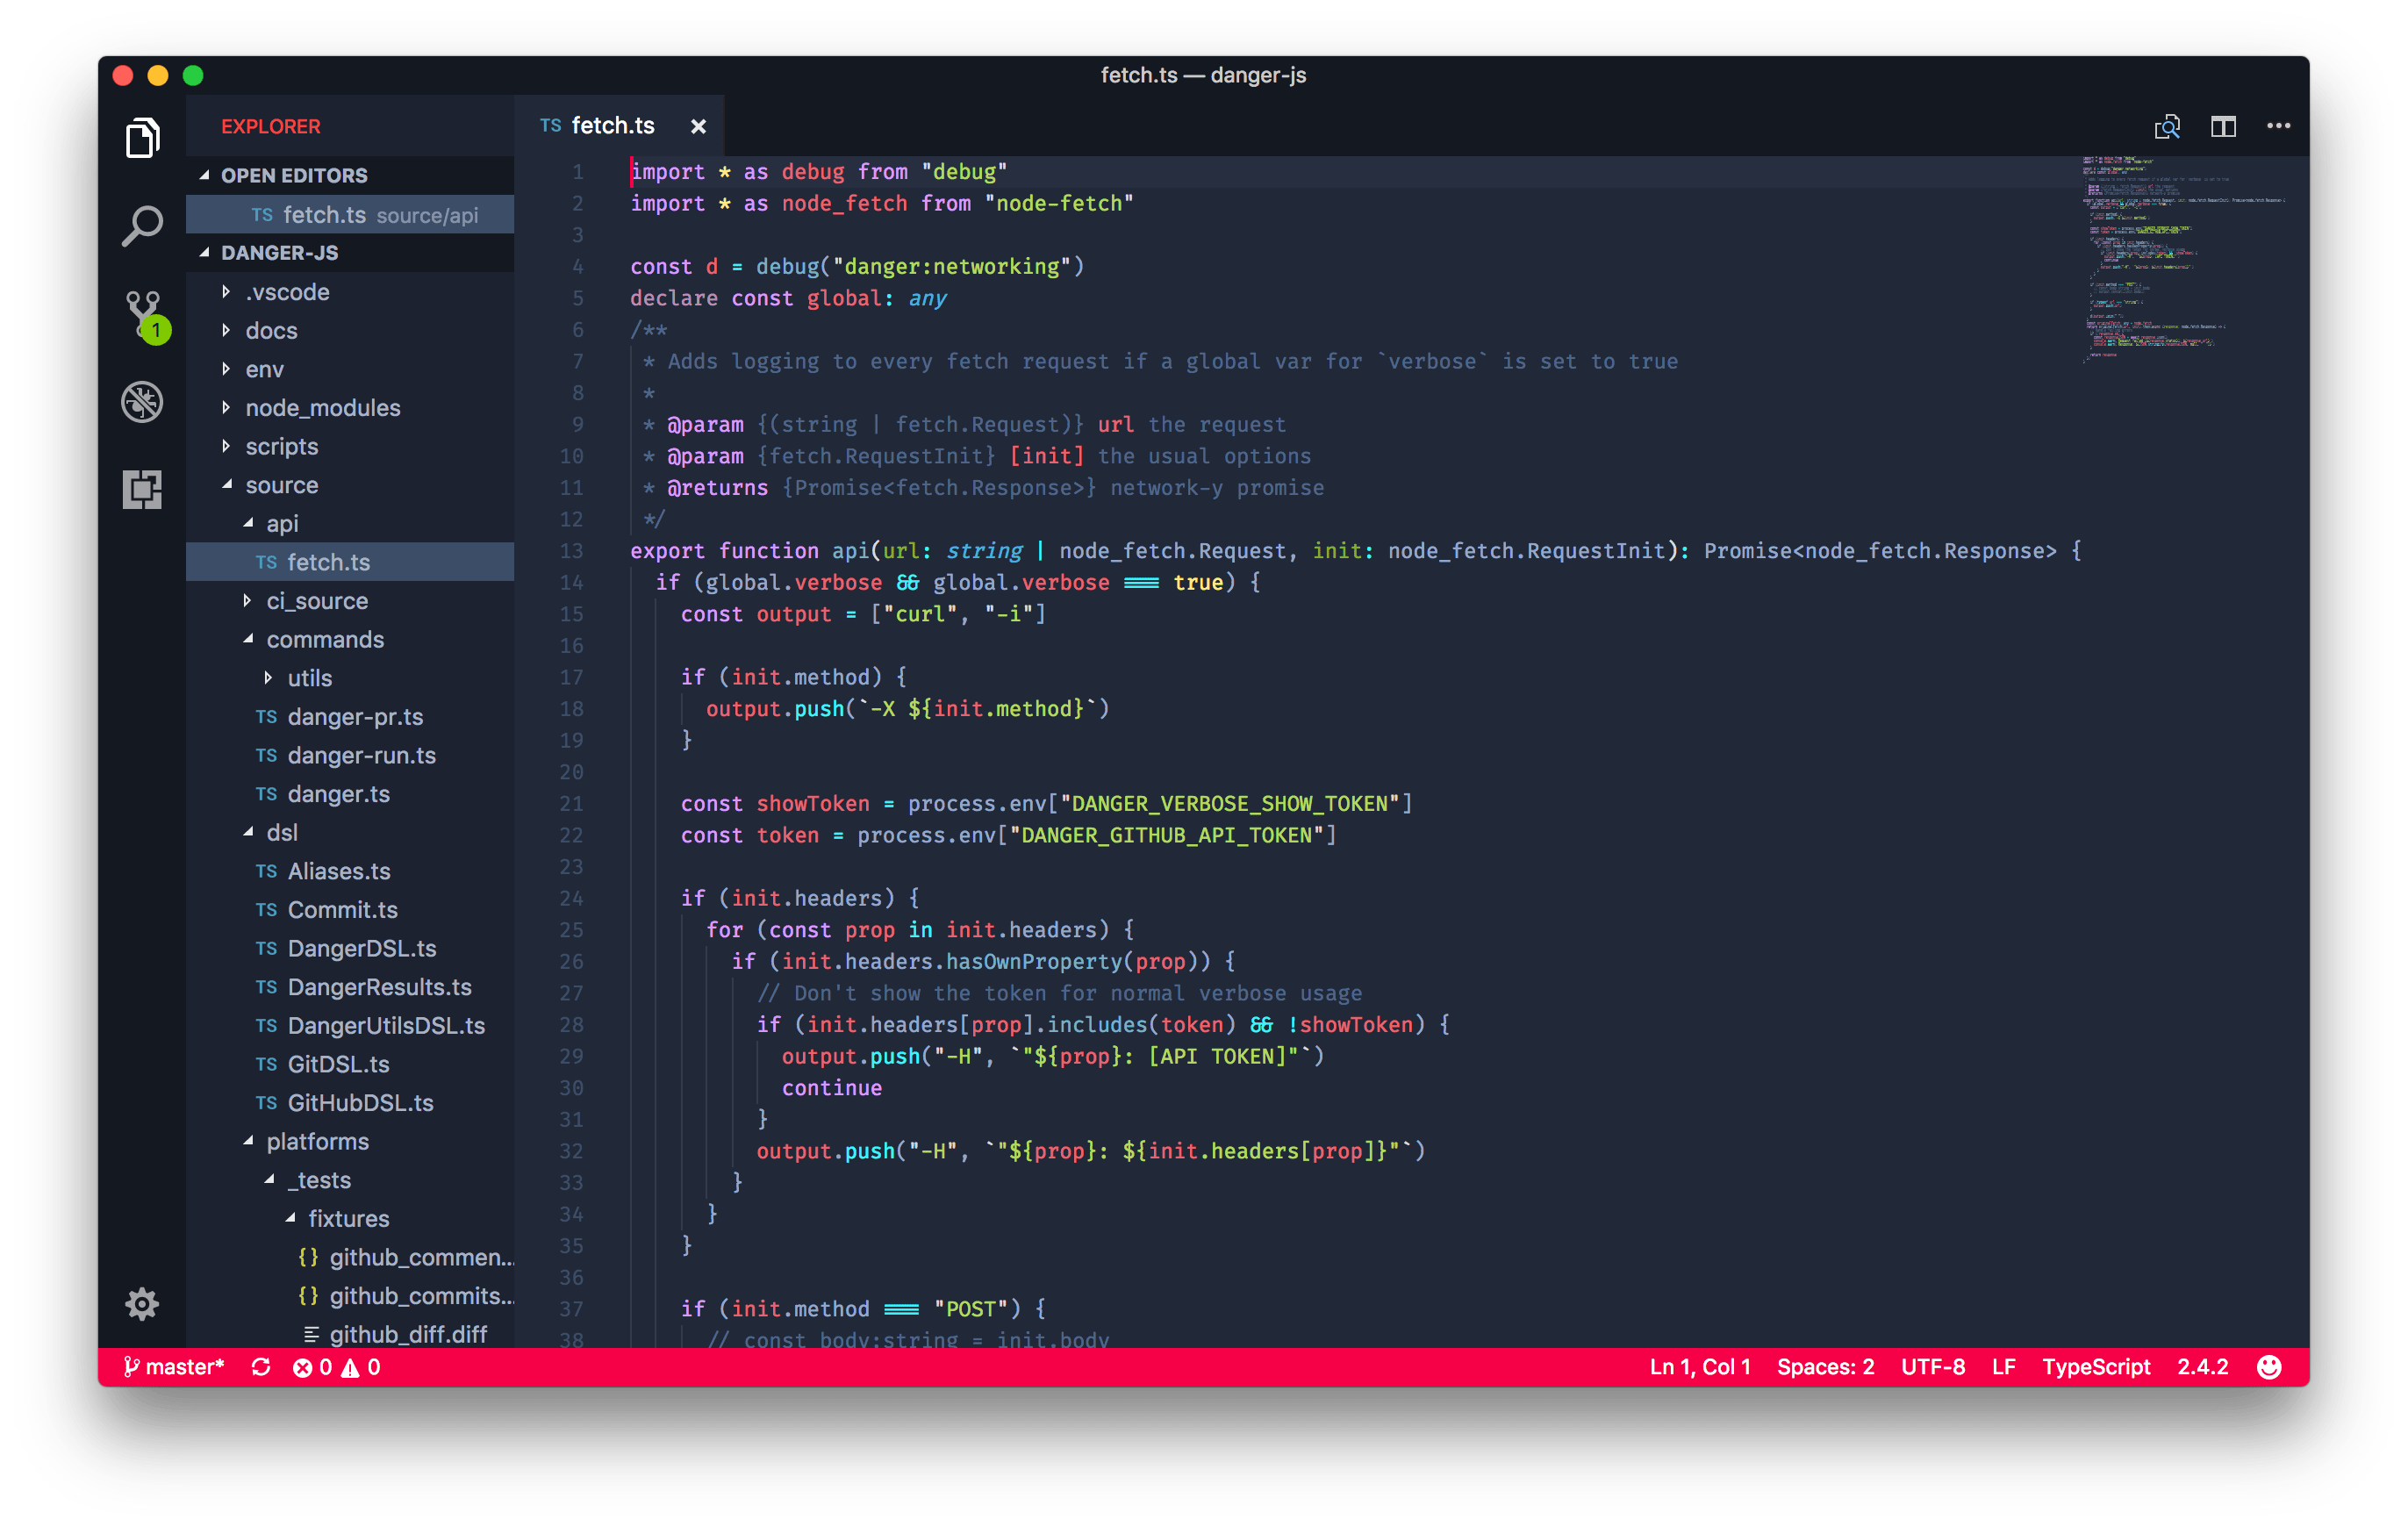 fetch.ts — danger-js
EXPLORER
OPEN EDITORS
TS fetch.ts source/api
DANGER-JS
.vscode
docs
env
node_modules
scripts
source
api
TS fetch.ts
ci_source
commands
utils
TS danger-pr.ts
TS danger-run.ts
TS danger.ts
dsl
TS Aliases.ts
TS Commit.ts
TS DangerDSL.ts
TS DangerResults.ts
TS DangerUtilsDSL.ts
TS GitDSL.ts
TS GitHubDSL.ts
platforms
_tests
fixtures
{} github_commen...
{} github_commits...
github_diff.diff
1
TS fetch.ts
1 import * as debug from "debug"
2 import * as node_fetch from "node-fetch"
3
4 const d = debug("danger:networking")
5 declare const global: any
6 /**
7 * Adds logging to every fetch request if a global var for `verbose` is set to true
8 *
9 * @param {(string | fetch.Request)} url the request
10 * @param {fetch.RequestInit} [init] the usual options
11 * @returns {Promise<fetch.Response>} network-y promise
12 */
13 export function api(url: string | node_fetch.Request, init: node_fetch.RequestInit): Promise<node_fetch.Response> {
14 if (global.verbose && global.verbose === true) {
15 const output = ["curl", "-i"]
16
17 if (init.method) {
18 output.push(`-X ${init.method}`)
19 }
20
21 const showToken = process.env["DANGER_VERBOSE_SHOW_TOKEN"]
22 const token = process.env["DANGER_GITHUB_API_TOKEN"]
23
24 if (init.headers) {
25 for (const prop in init.headers) {
26 if (init.headers.hasOwnProperty(prop)) {
27 // Don't show the token for normal verbose usage
28 if (init.headers[prop].includes(token) && !showToken) {
29 output.push("-H", `"${prop}: [API TOKEN]"`)
30 continue
31 }
32 output.push("-H", `"${prop}: ${init.headers[prop]}"`)
33 }
34 }
35 }
36
37 if (init.method === "POST") {
38 // const body:string = init.body
master* 0 0
Ln 1, Col 1 Spaces: 2 UTF-8 LF TypeScript 2.4.2